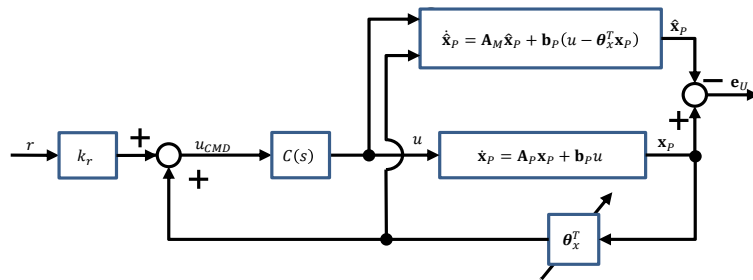 ẋ̂_P = A_M x̂_P + b_P(u − θ_x^T x_P)
x̂_P
−
e_U
+
r
k_r
+
u_CMD
+
C(s)
u
ẋ_P = A_P x_P + b_P u
x_P
θ_x^T